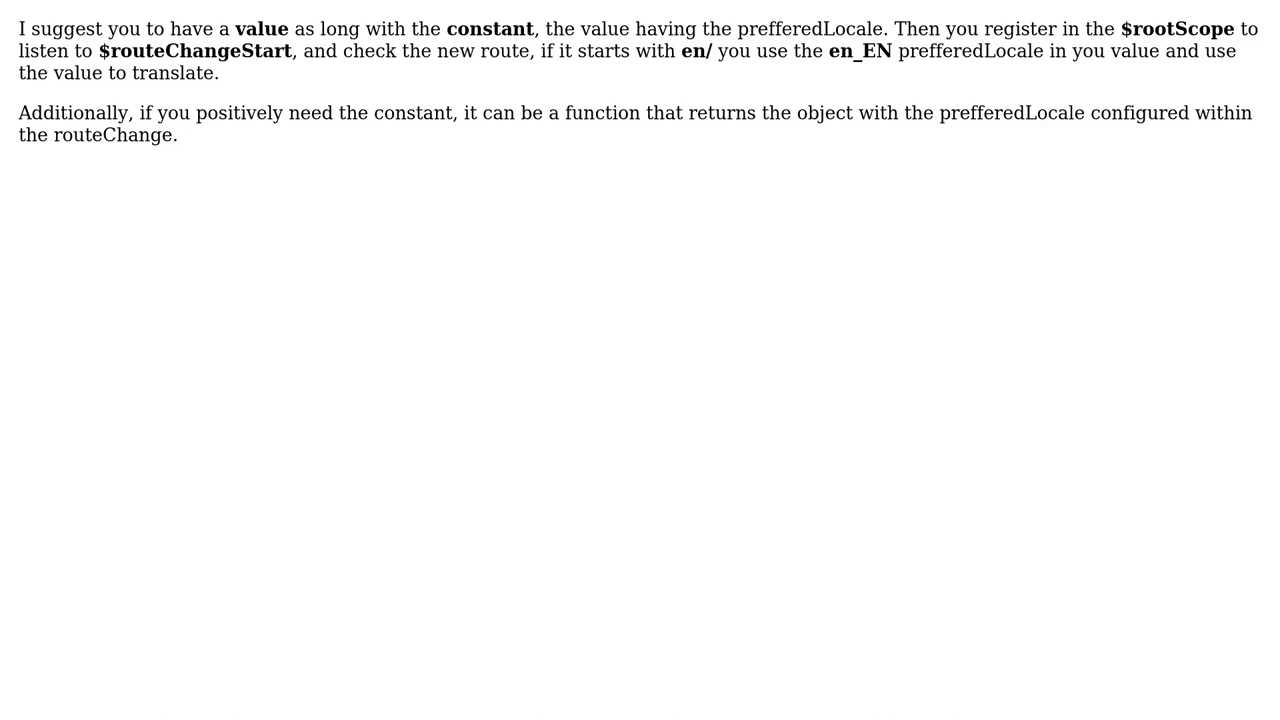 I suggest you to have a value as long with the constant, the value having the prefferedLocale. Then you register in the $rootScope to
listen to $routeChangeStart, and check the new route, if it starts with en/ you use the en_EN prefferedLocale in you value and use
the value to translate.
Additionally, if you positively need the constant, it can be a function that returns the object with the prefferedLocale configured within
the routeChange.